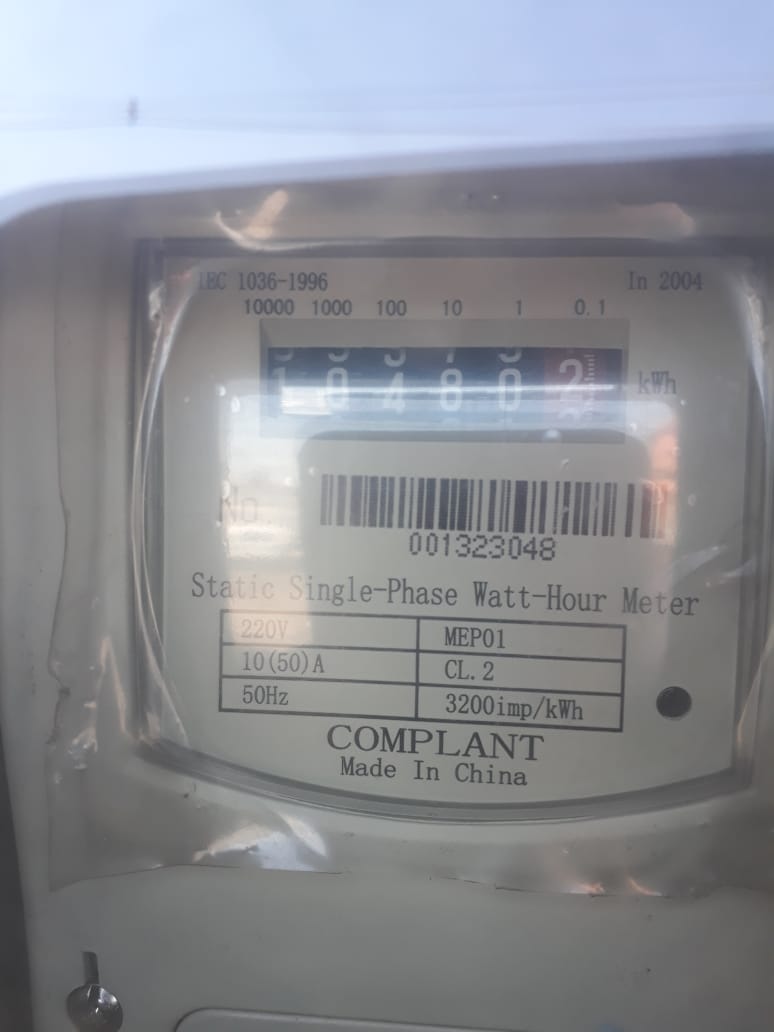 IEC 1036-1996 In 2004
10000 1000 100 10 1 0.1
1 0 4 8 0 2 kWh
No.
001323048
Static Single-Phase Watt-Hour Meter
220V MEP01
10(50)A CL.2
50Hz 3200imp/kWh
COMPLANT
Made In China